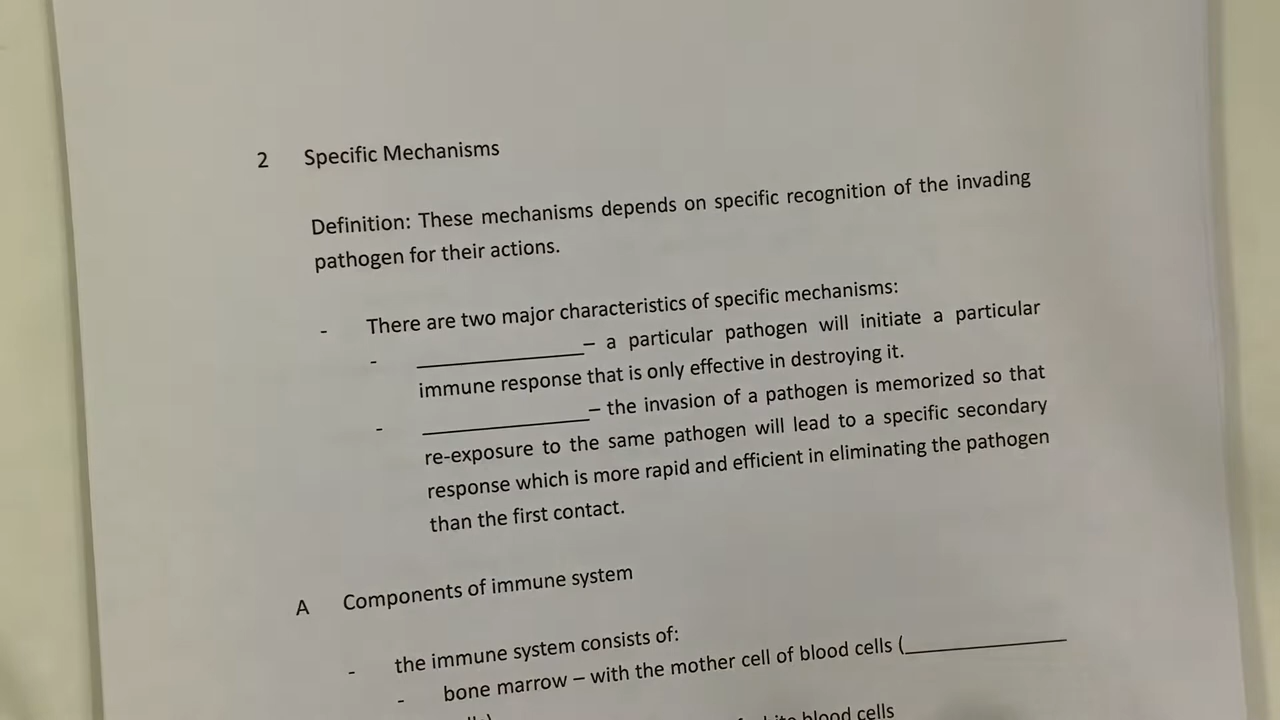 2 Specific Mechanisms
Definition: These mechanisms depends on specific recognition of the invading
pathogen for their actions.
- There are two major characteristics of specific mechanisms:
- ______________ – a particular pathogen will initiate a particular
immune response that is only effective in destroying it.
- ______________ – the invasion of a pathogen is memorized so that
re-exposure to the same pathogen will lead to a specific secondary
response which is more rapid and efficient in eliminating the pathogen
than the first contact.
A Components of immune system
- the immune system consists of:
- bone marrow – with the mother cell of blood cells (______________
blood cells